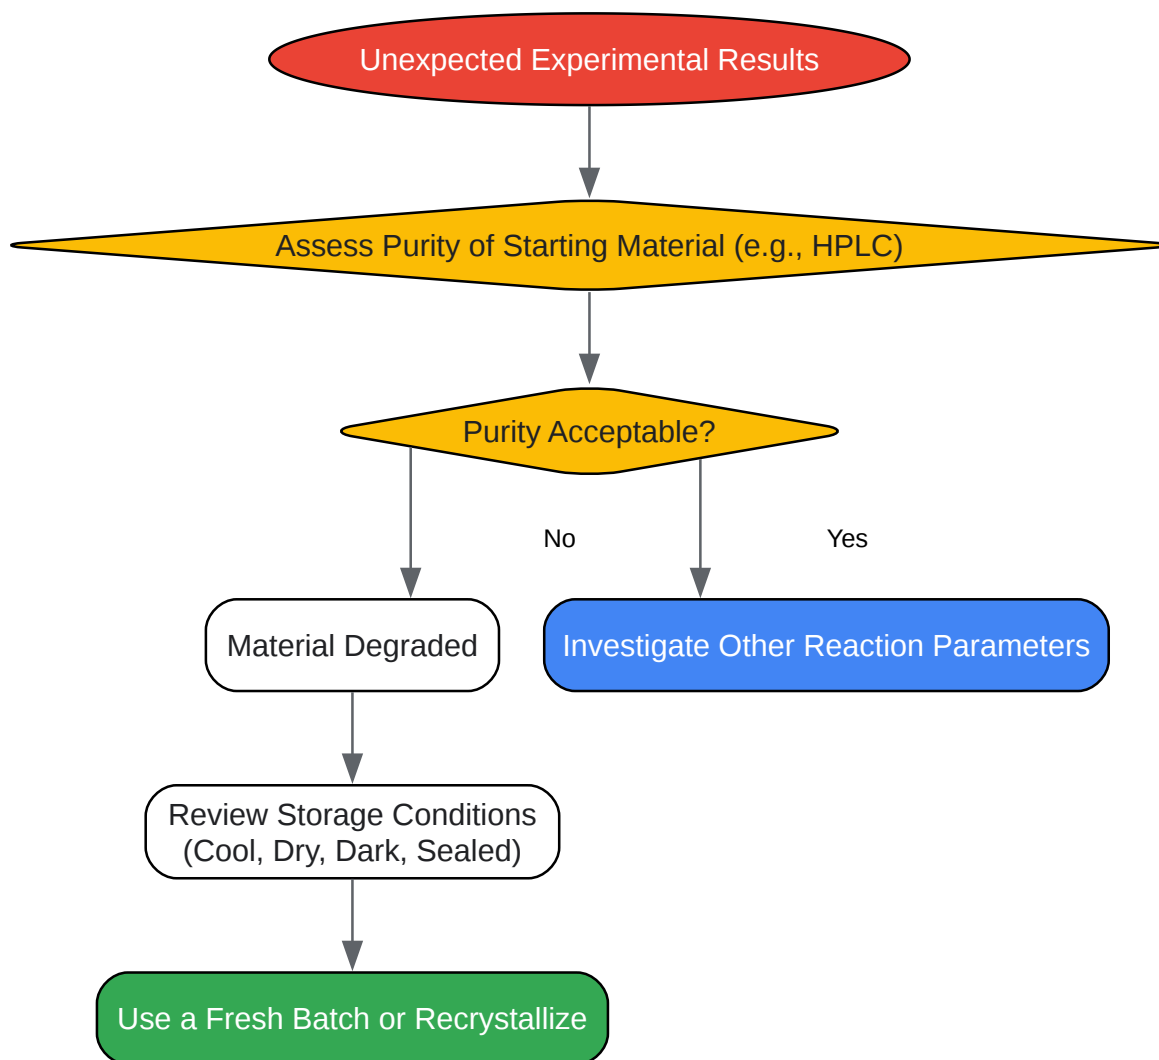 Unexpected Experimental Results
Assess Purity of Starting Material (e.g., HPLC)
Purity Acceptable?
No
Yes
Material Degraded
Investigate Other Reaction Parameters
Review Storage Conditions
(Cool, Dry, Dark, Sealed)
Use a Fresh Batch or Recrystallize